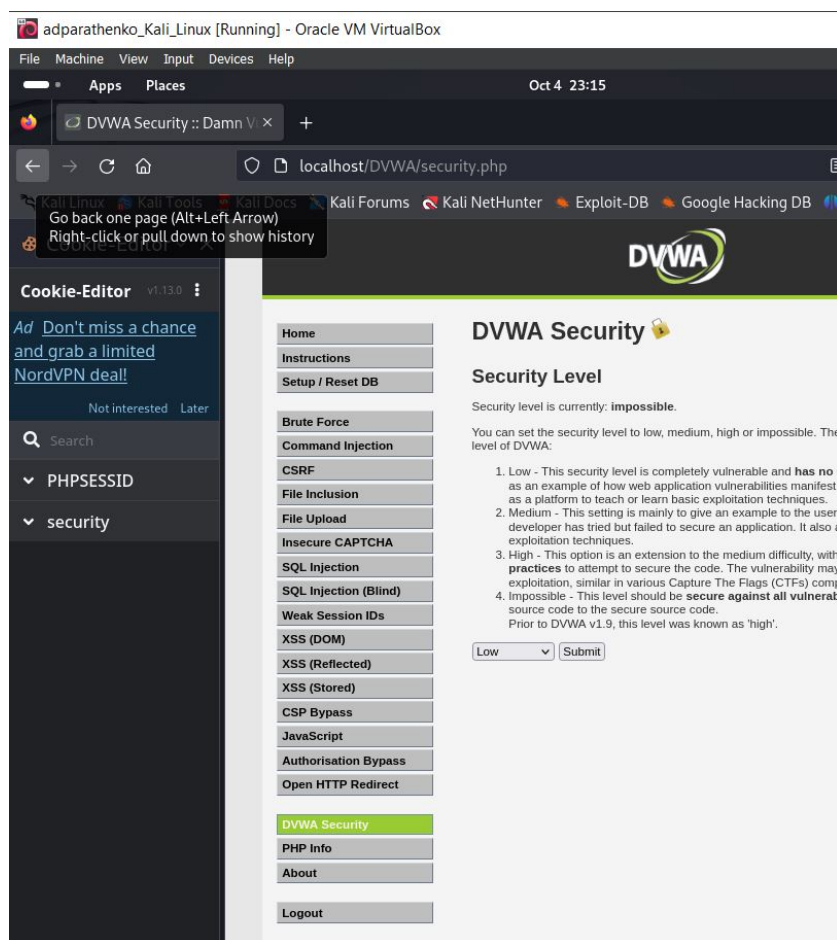 adparathenko_Kali_Linux [Running] - Oracle VM VirtualBox
File Machine View Input Devices Help
Apps Places Oct 4 23:15
DVWA Security :: Damn V
localhost/DVWA/security.php
Kali Linux Kali Tools Kali Docs Kali Forums Kali NetHunter Exploit-DB Google Hacking DB
Go back one page (Alt+Left Arrow)
Right-click or pull down to show history
Cookie-Editor
Cookie-Editor v1.13.0
Ad Don't miss a chance
and grab a limited
NordVPN deal!
Not interested Later
Search
PHPSESSID
security
DVWA
Home
Instructions
Setup / Reset DB
Brute Force
Command Injection
CSRF
File Inclusion
File Upload
Insecure CAPTCHA
SQL Injection
SQL Injection (Blind)
Weak Session IDs
XSS (DOM)
XSS (Reflected)
XSS (Stored)
CSP Bypass
JavaScript
Authorisation Bypass
Open HTTP Redirect
DVWA Security
PHP Info
About
Logout
DVWA Security
Security Level
Security level is currently: impossible.
You can set the security level to low, medium, high or impossible. The
level of DVWA:
1. Low - This security level is completely vulnerable and has no
as an example of how web application vulnerabilities manifest
as a platform to teach or learn basic exploitation techniques.
2. Medium - This setting is mainly to give an example to the user
developer has tried but failed to secure an application. It also
exploitation techniques.
3. High - This option is an extension to the medium difficulty, with
practices to attempt to secure the code. The vulnerability may
exploitation, similar in various Capture The Flags (CTFs) comp
4. Impossible - This level should be secure against all vulnerab
source code to the secure source code.
Prior to DVWA v1.9, this level was known as 'high'.
Low Submit